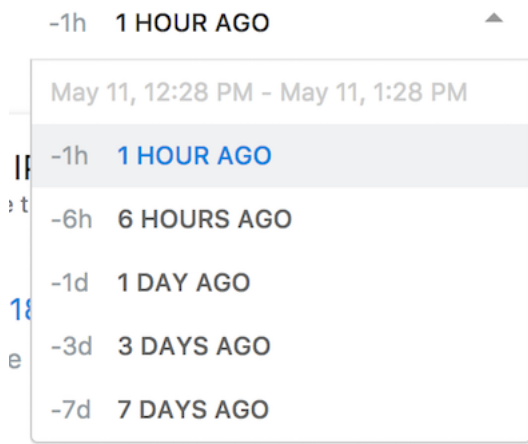 -1h 1 HOUR AGO
May 11, 12:28 PM - May 11, 1:28 PM
-1h 1 HOUR AGO
-6h 6 HOURS AGO
-1d 1 DAY AGO
18
-3d 3 DAYS AGO
e
-7d 7 DAYS AGO